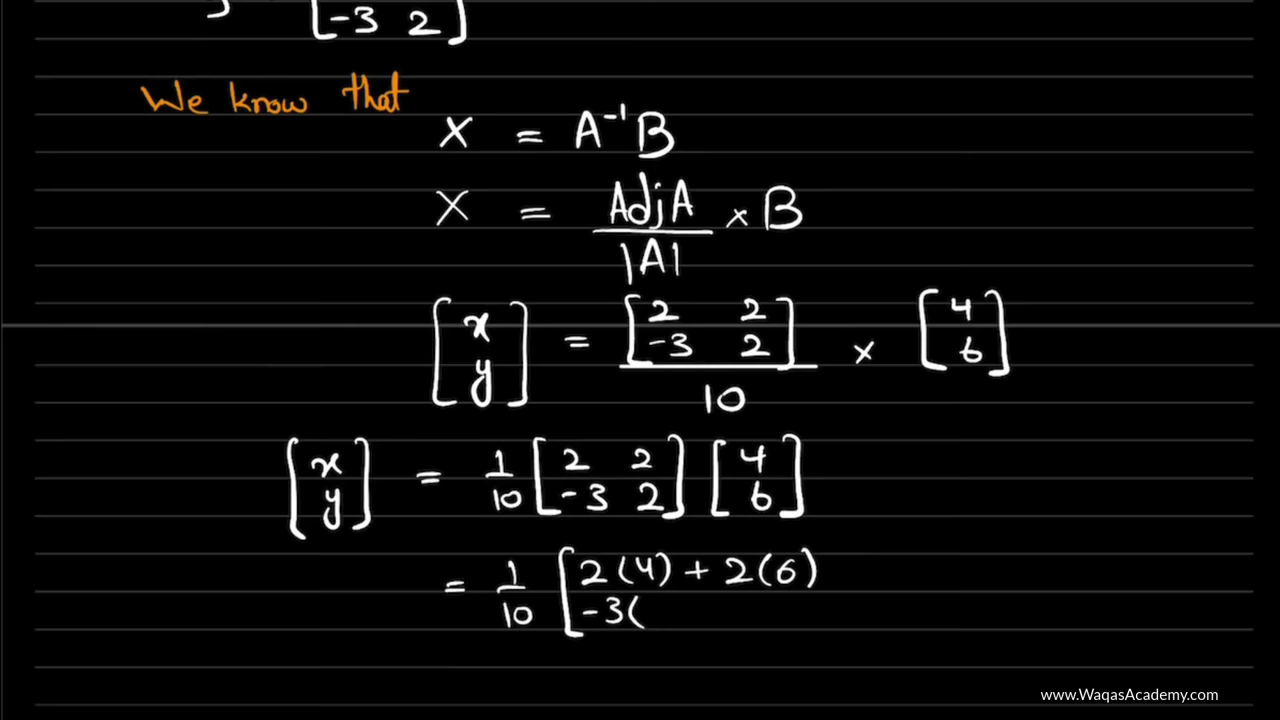 [-3 2]
We know that
X = A⁻¹B
X = AdjA/|A| × B
[x y] = [2 2 -3 2]/10 × [4 6]
[x y] = 1/10 [2 2 -3 2] [4 6]
= 1/10 [2(4) + 2(6) -3(
www.WaqasAcademy.com